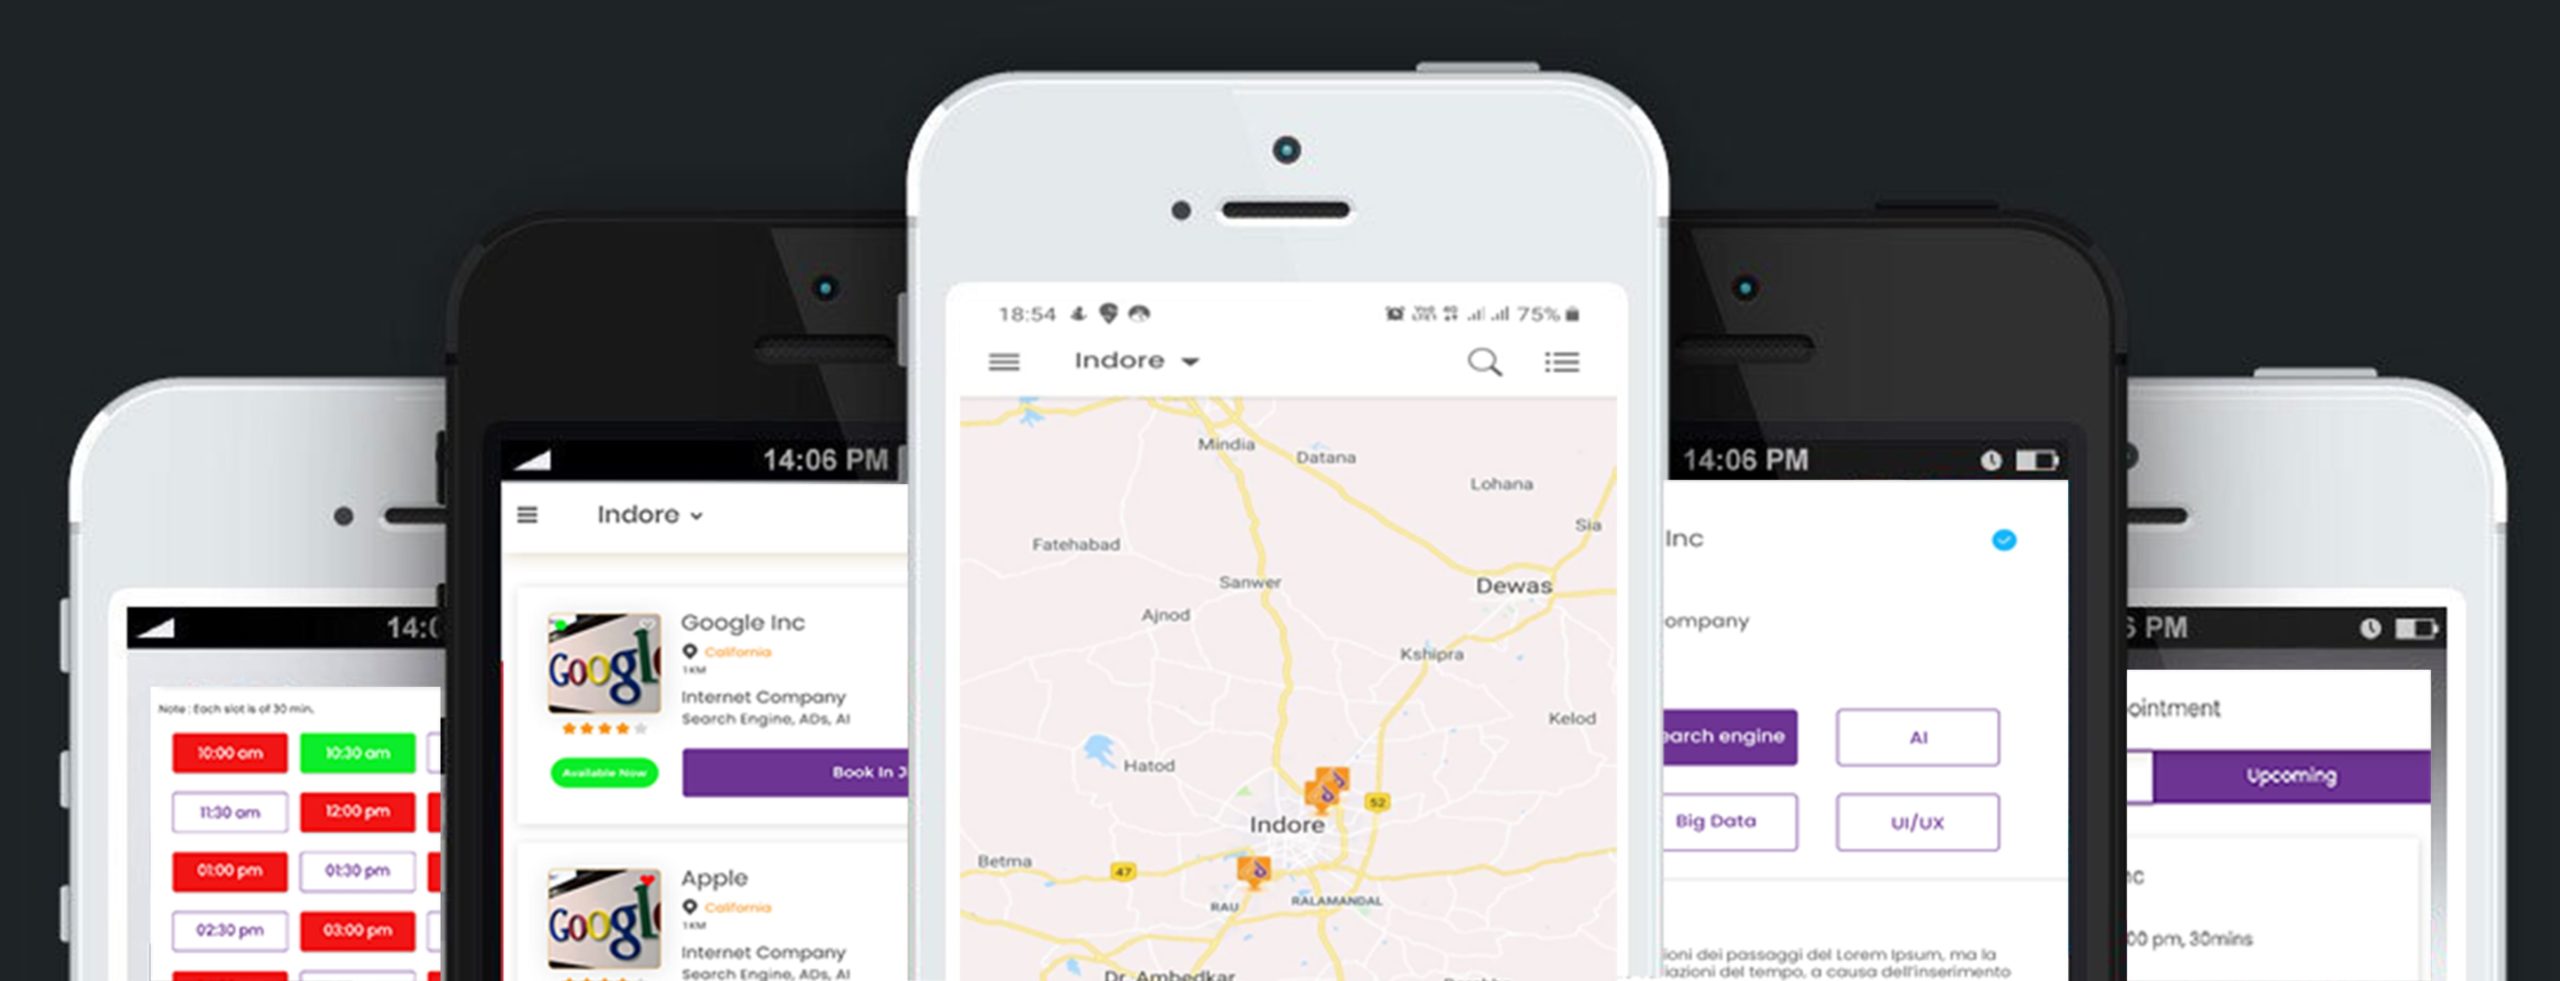 14:0
Note : Each slot is of 30 min.
10:00 am
10:30 am
11:30 am
12:00 pm
01:00 pm
01:30 pm
02:30 pm
03:00 pm
14:06 PM
Indore
Google
Google Inc
California
1KM
Internet Company
Search Engine, ADs, AI
Available Now
Book In J
Google
Apple
California
1KM
Internet Company
Search Engine, ADs, AI
18:54
75%
Indore
Mindia
Datana
Lohana
Sia
Fatehabad
Sanwer
Dewas
Ajnod
Kshipra
Kelod
Hatod
52
Indore
Betma
47
RAU
RALAMANDAL
Dr. Ambedkar
14:06 PM
Inc
ompany
earch engine
AI
Big Data
UI/UX
ioni dei passaggi del Lorem Ipsum, ma la
iazioni del tempo, a causa dell'inserimento
6 PM
ointment
Upcoming
nc
00 pm, 30mins